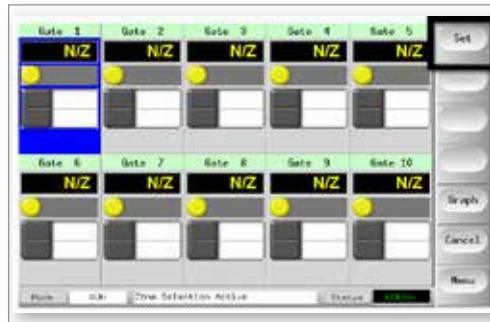 Gate 1 Gate 2 Gate 3 Gate 4 Gate 5
N/Z N/Z N/Z N/Z N/Z
Set
Gate 6 Gate 7 Gate 8 Gate 9 Gate 10
N/Z N/Z N/Z N/Z N/Z
Graph
Cancel
Menu
Mode RUN Zone Selection Active Status